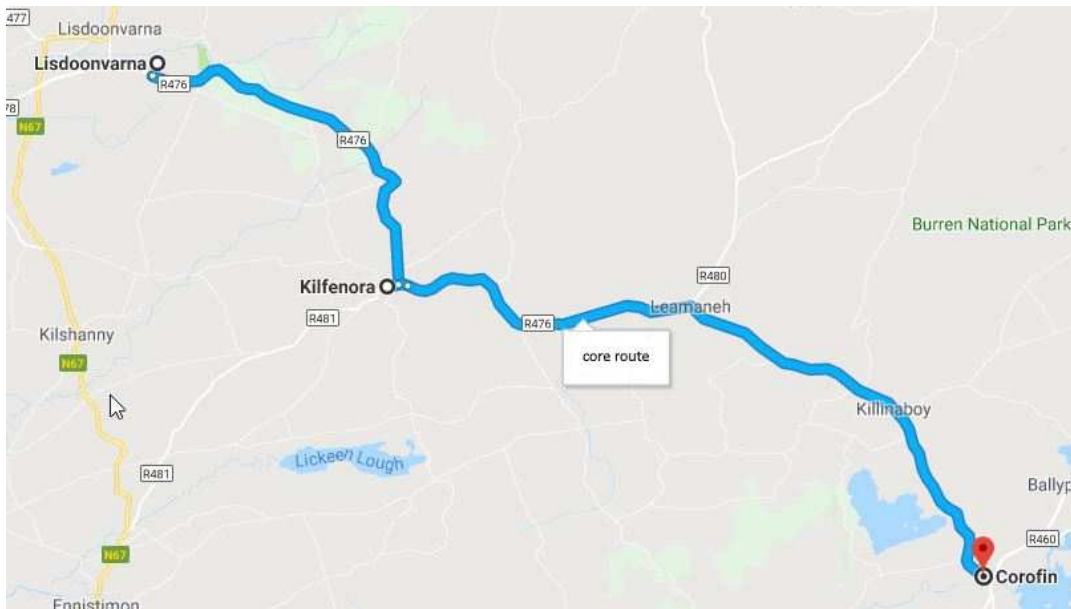 477
Lisdoonvarna
Lisdoonvarna
R476
78
N67
R476
Burren National Park
R480
Kilfenora
Leamaneh
R481
R476
Kilshanny
core route
N67
Killinaboy
Lickeen Lough
R481
Ballyp
R460
N67
Corofin
Ennistimon